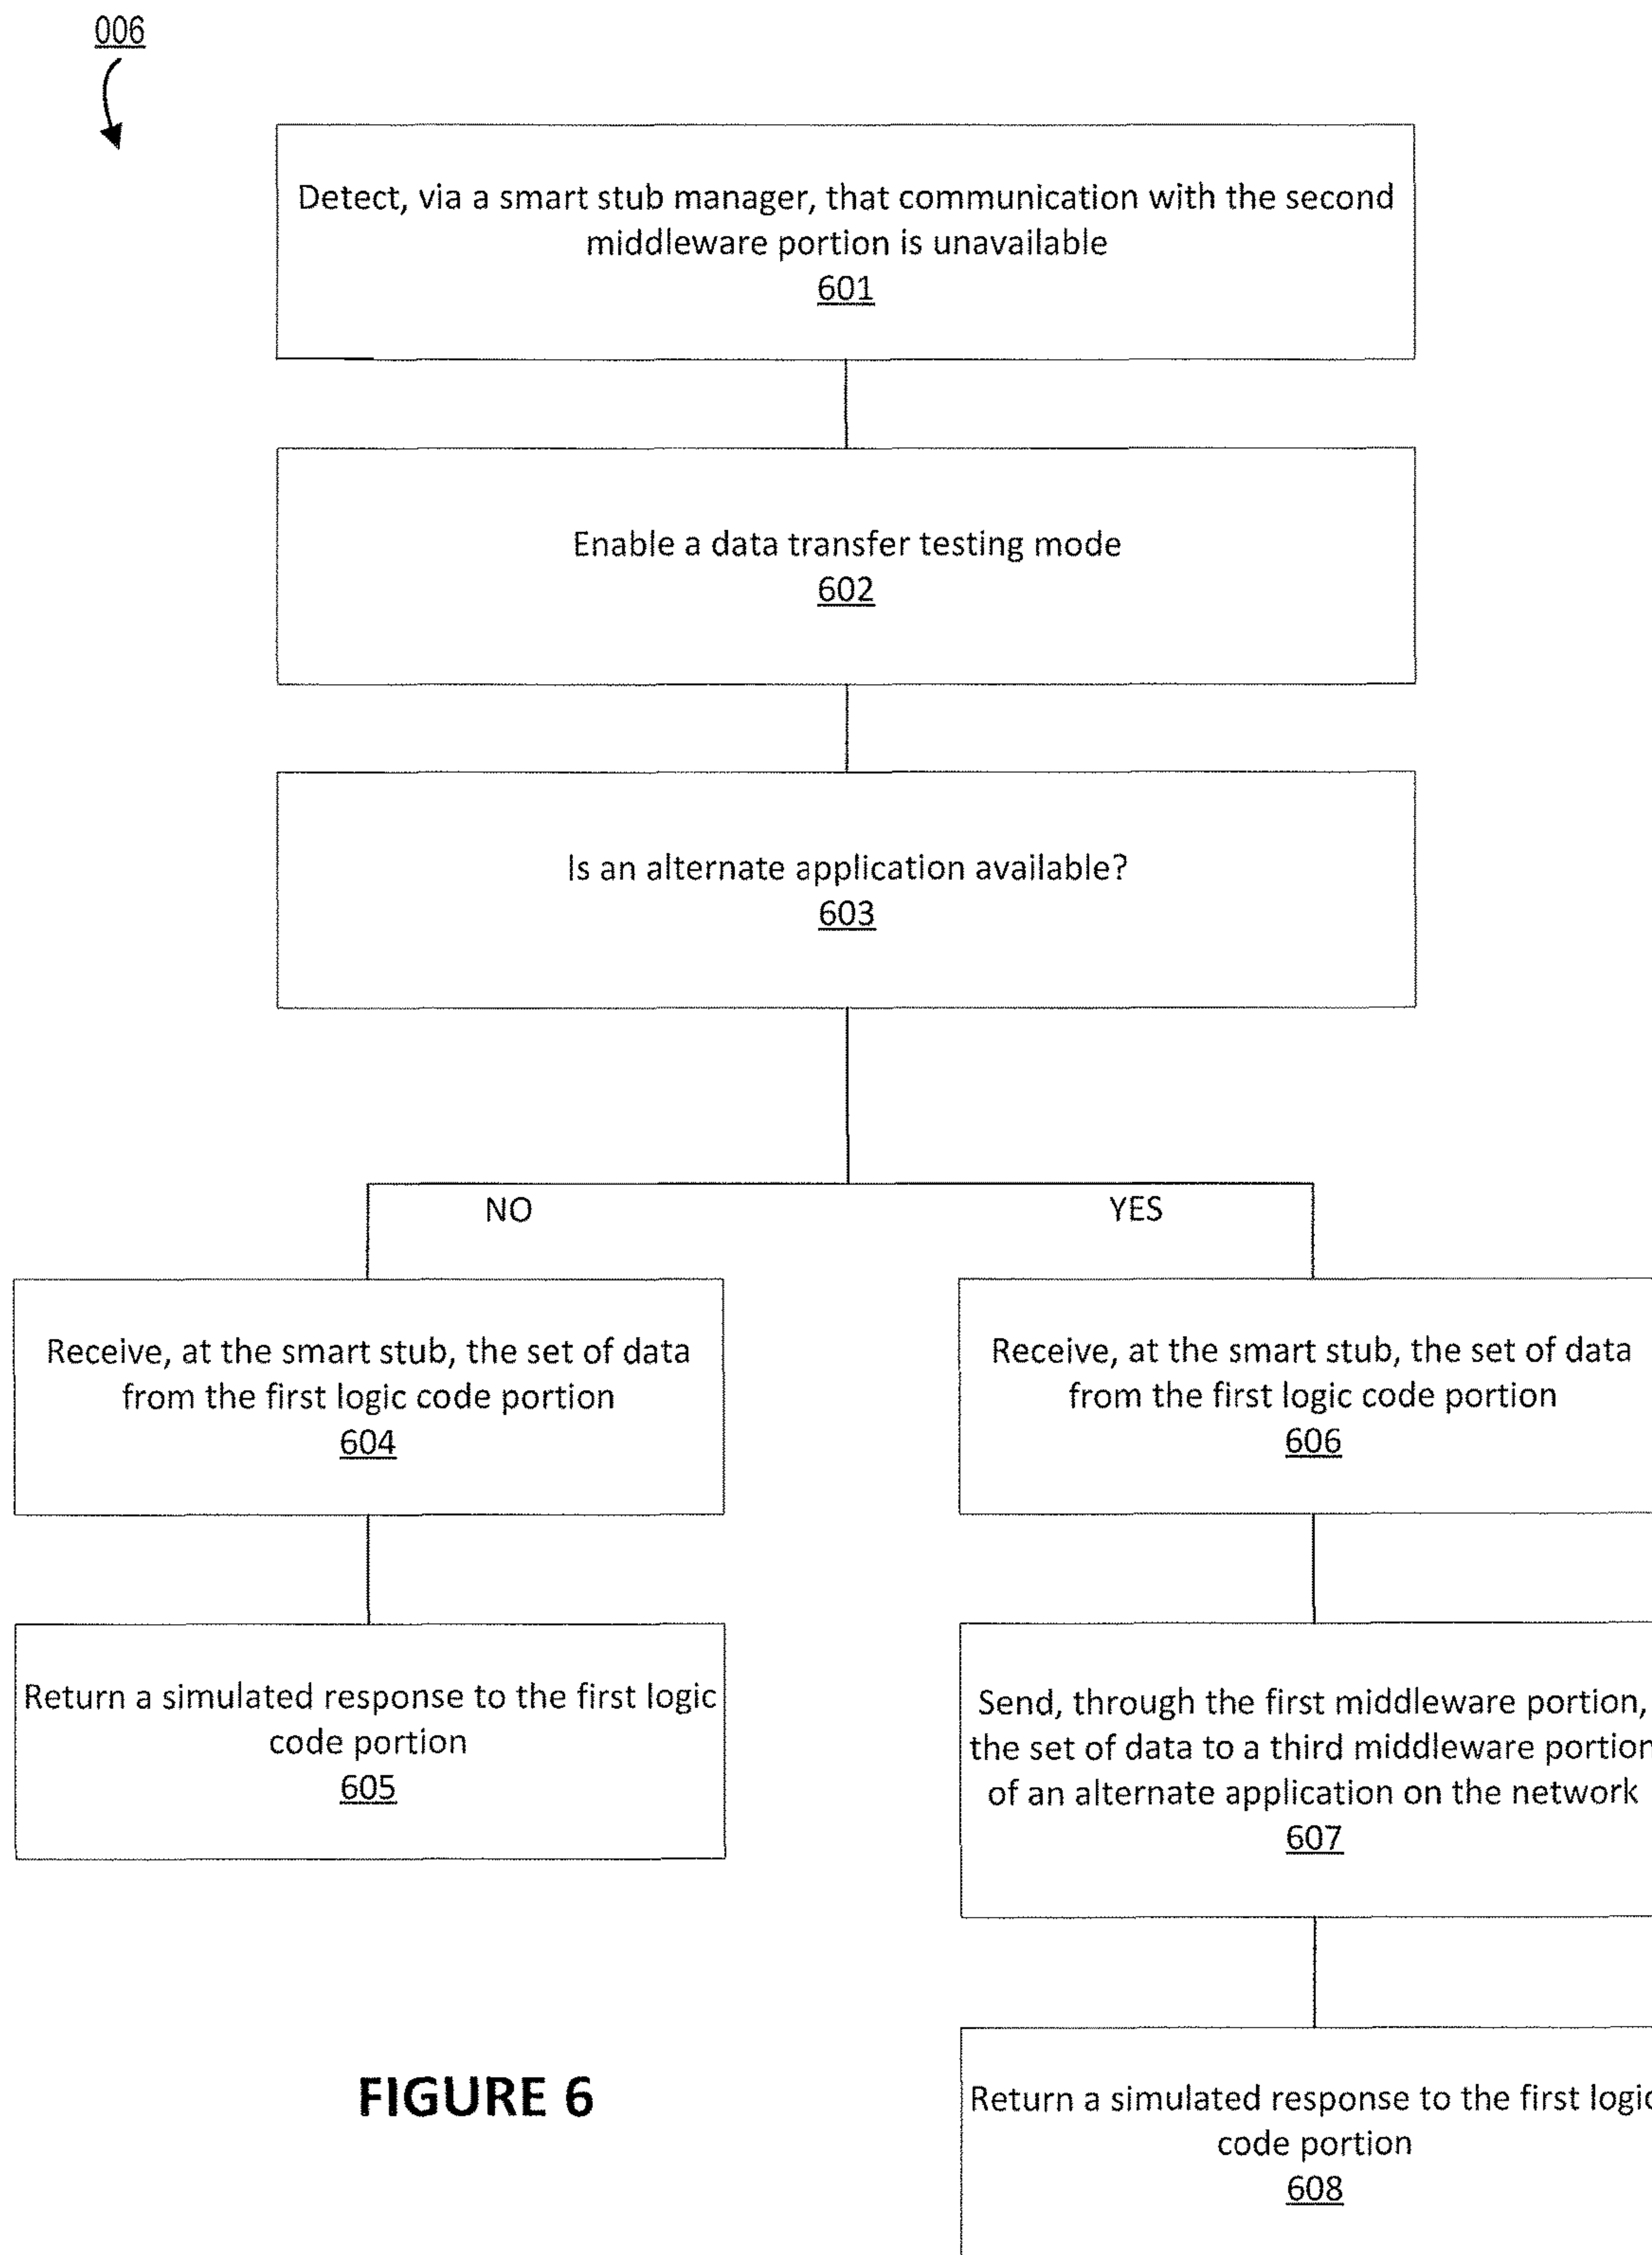 006
Detect, via a smart stub manager, that communication with the second
middleware portion is unavailable
601
Enable a data transfer testing mode
602
Is an alternate application available?
603
NO
YES
Receive, at the smart stub, the set of data
from the first logic code portion
604
Receive, at the smart stub, the set of data
from the first logic code portion
606
Return a simulated response to the first logic
code portion
605
Send, through the first middleware portion,
the set of data to a third middleware portion
of an alternate application on the network
607
Return a simulated response to the first logic
code portion
608
FIGURE 6